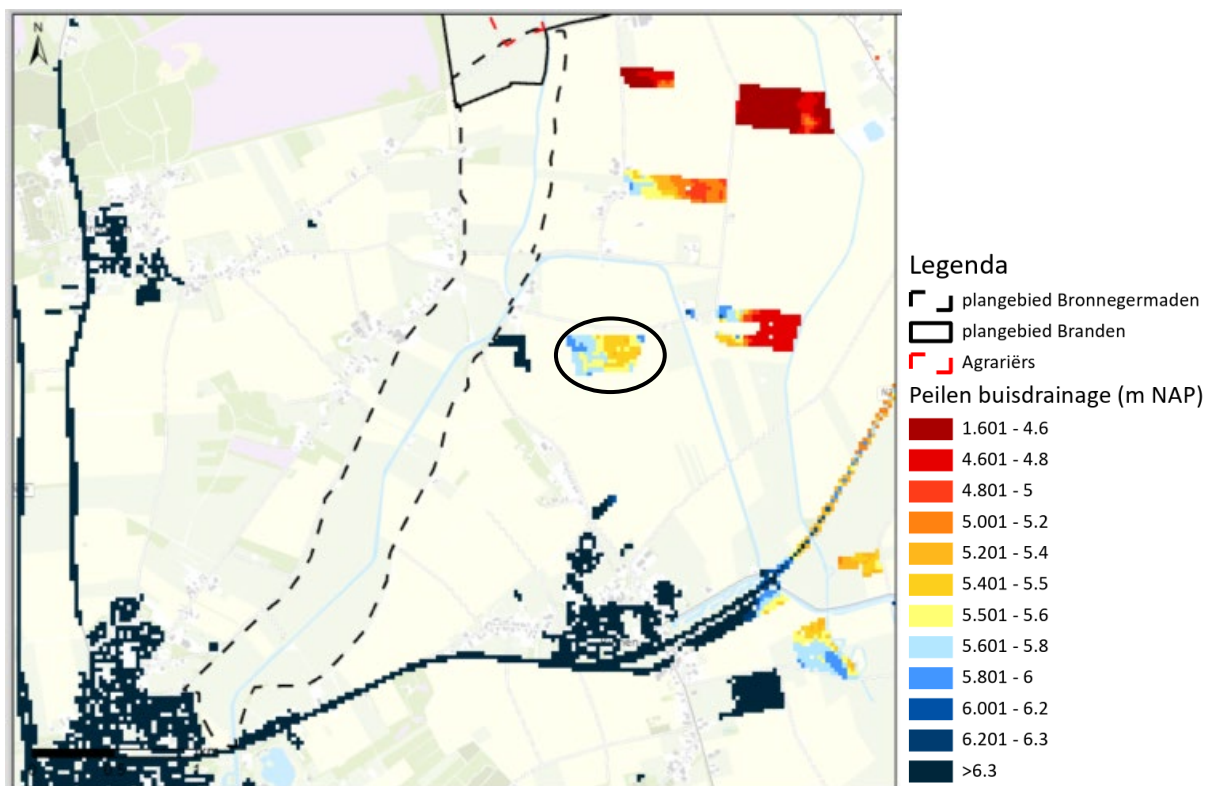 N
Legenda
plangebied Bronnegermaden
plangebied Branden
Agrariërs
Peilen buisdrainage (m NAP)
1.601 - 4.6
4.601 - 4.8
4.801 - 5
5.001 - 5.2
5.201 - 5.4
5.401 - 5.5
5.501 - 5.6
5.601 - 5.8
5.801 - 6
6.001 - 6.2
6.201 - 6.3
>6.3